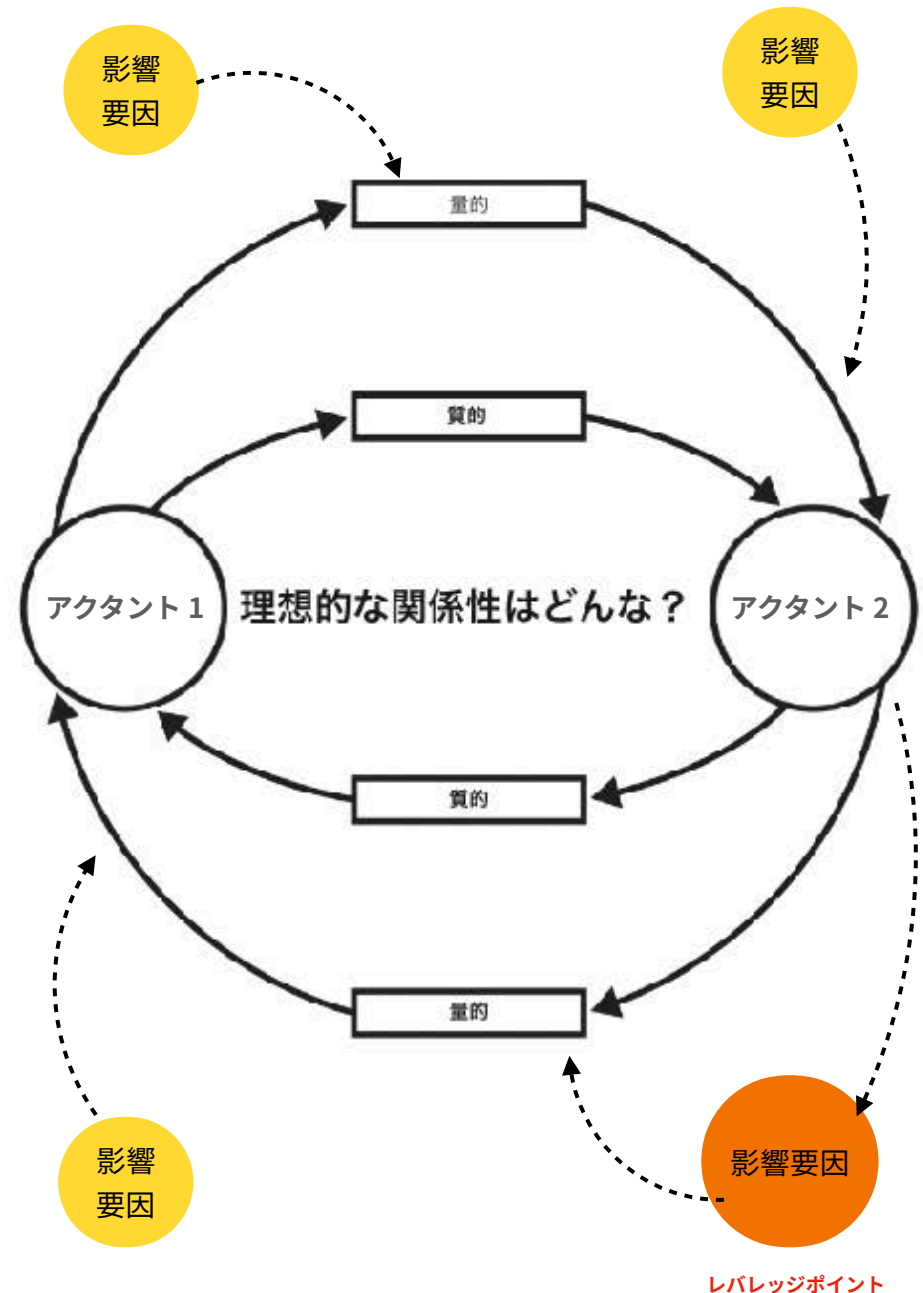 影響
要因
影響
要因
量的
質的
アクタント 1
理想的な関係性はどんな？
アクタント 2
質的
量的
影響
要因
影響要因
レバレッジポイント